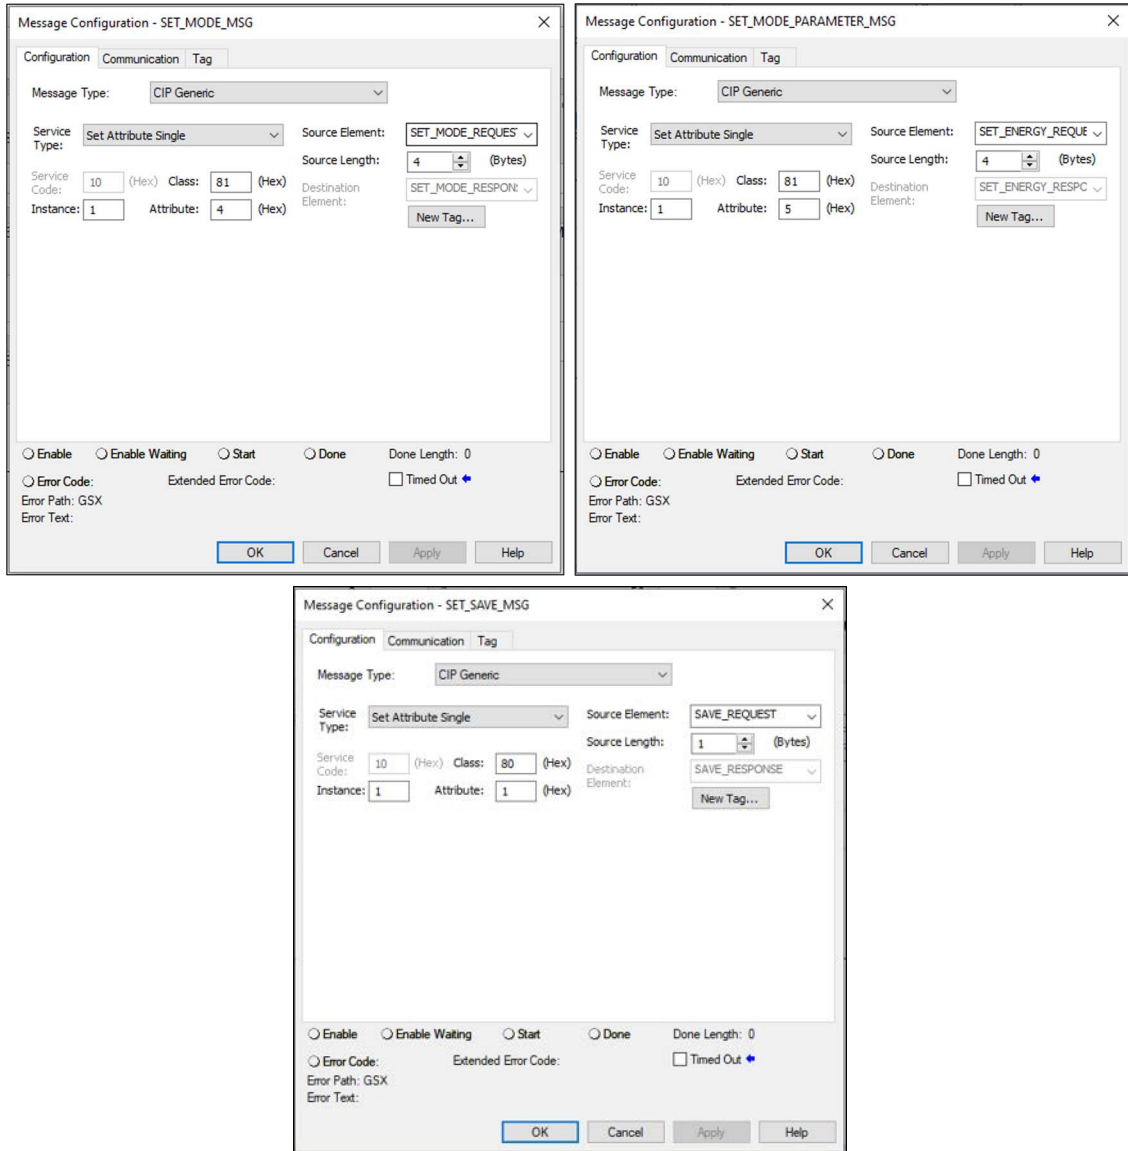 Message Configuration - SET_MODE_MSG
Configuration Communication Tag
Message Type: CIP Generic
Service Type: Set Attribute Single Source Element: SET_MODE_REQUES
Source Length: 4 (Bytes)
Service Code: 10 (Hex) Class: 81 (Hex) Destination Element: SET_MODE_RESPON
Instance: 1 Attribute: 4 (Hex)
New Tag...
Enable Enable Waiting Start Done Done Length: 0
Error Code: Extended Error Code: Timed Out
Error Path: GSX
Error Text:
OK Cancel Apply Help
Message Configuration - SET_MODE_PARAMETER_MSG
Configuration Communication Tag
Message Type: CIP Generic
Service Type: Set Attribute Single Source Element: SET_ENERGY_REQUE
Source Length: 4 (Bytes)
Service Code: 10 (Hex) Class: 81 (Hex) Destination Element: SET_ENERGY_RESPC
Instance: 1 Attribute: 5 (Hex)
New Tag...
Enable Enable Waiting Start Done Done Length: 0
Error Code: Extended Error Code: Timed Out
Error Path: GSX
Error Text:
OK Cancel Apply Help
Message Configuration - SET_SAVE_MSG
Configuration Communication Tag
Message Type: CIP Generic
Service Type: Set Attribute Single Source Element: SAVE_REQUEST
Source Length: 1 (Bytes)
Service Code: 10 (Hex) Class: 80 (Hex) Destination Element: SAVE_RESPONSE
Instance: 1 Attribute: 1 (Hex)
New Tag...
Enable Enable Waiting Start Done Done Length: 0
Error Code: Extended Error Code: Timed Out
Error Path: GSX
Error Text:
OK Cancel Apply Help